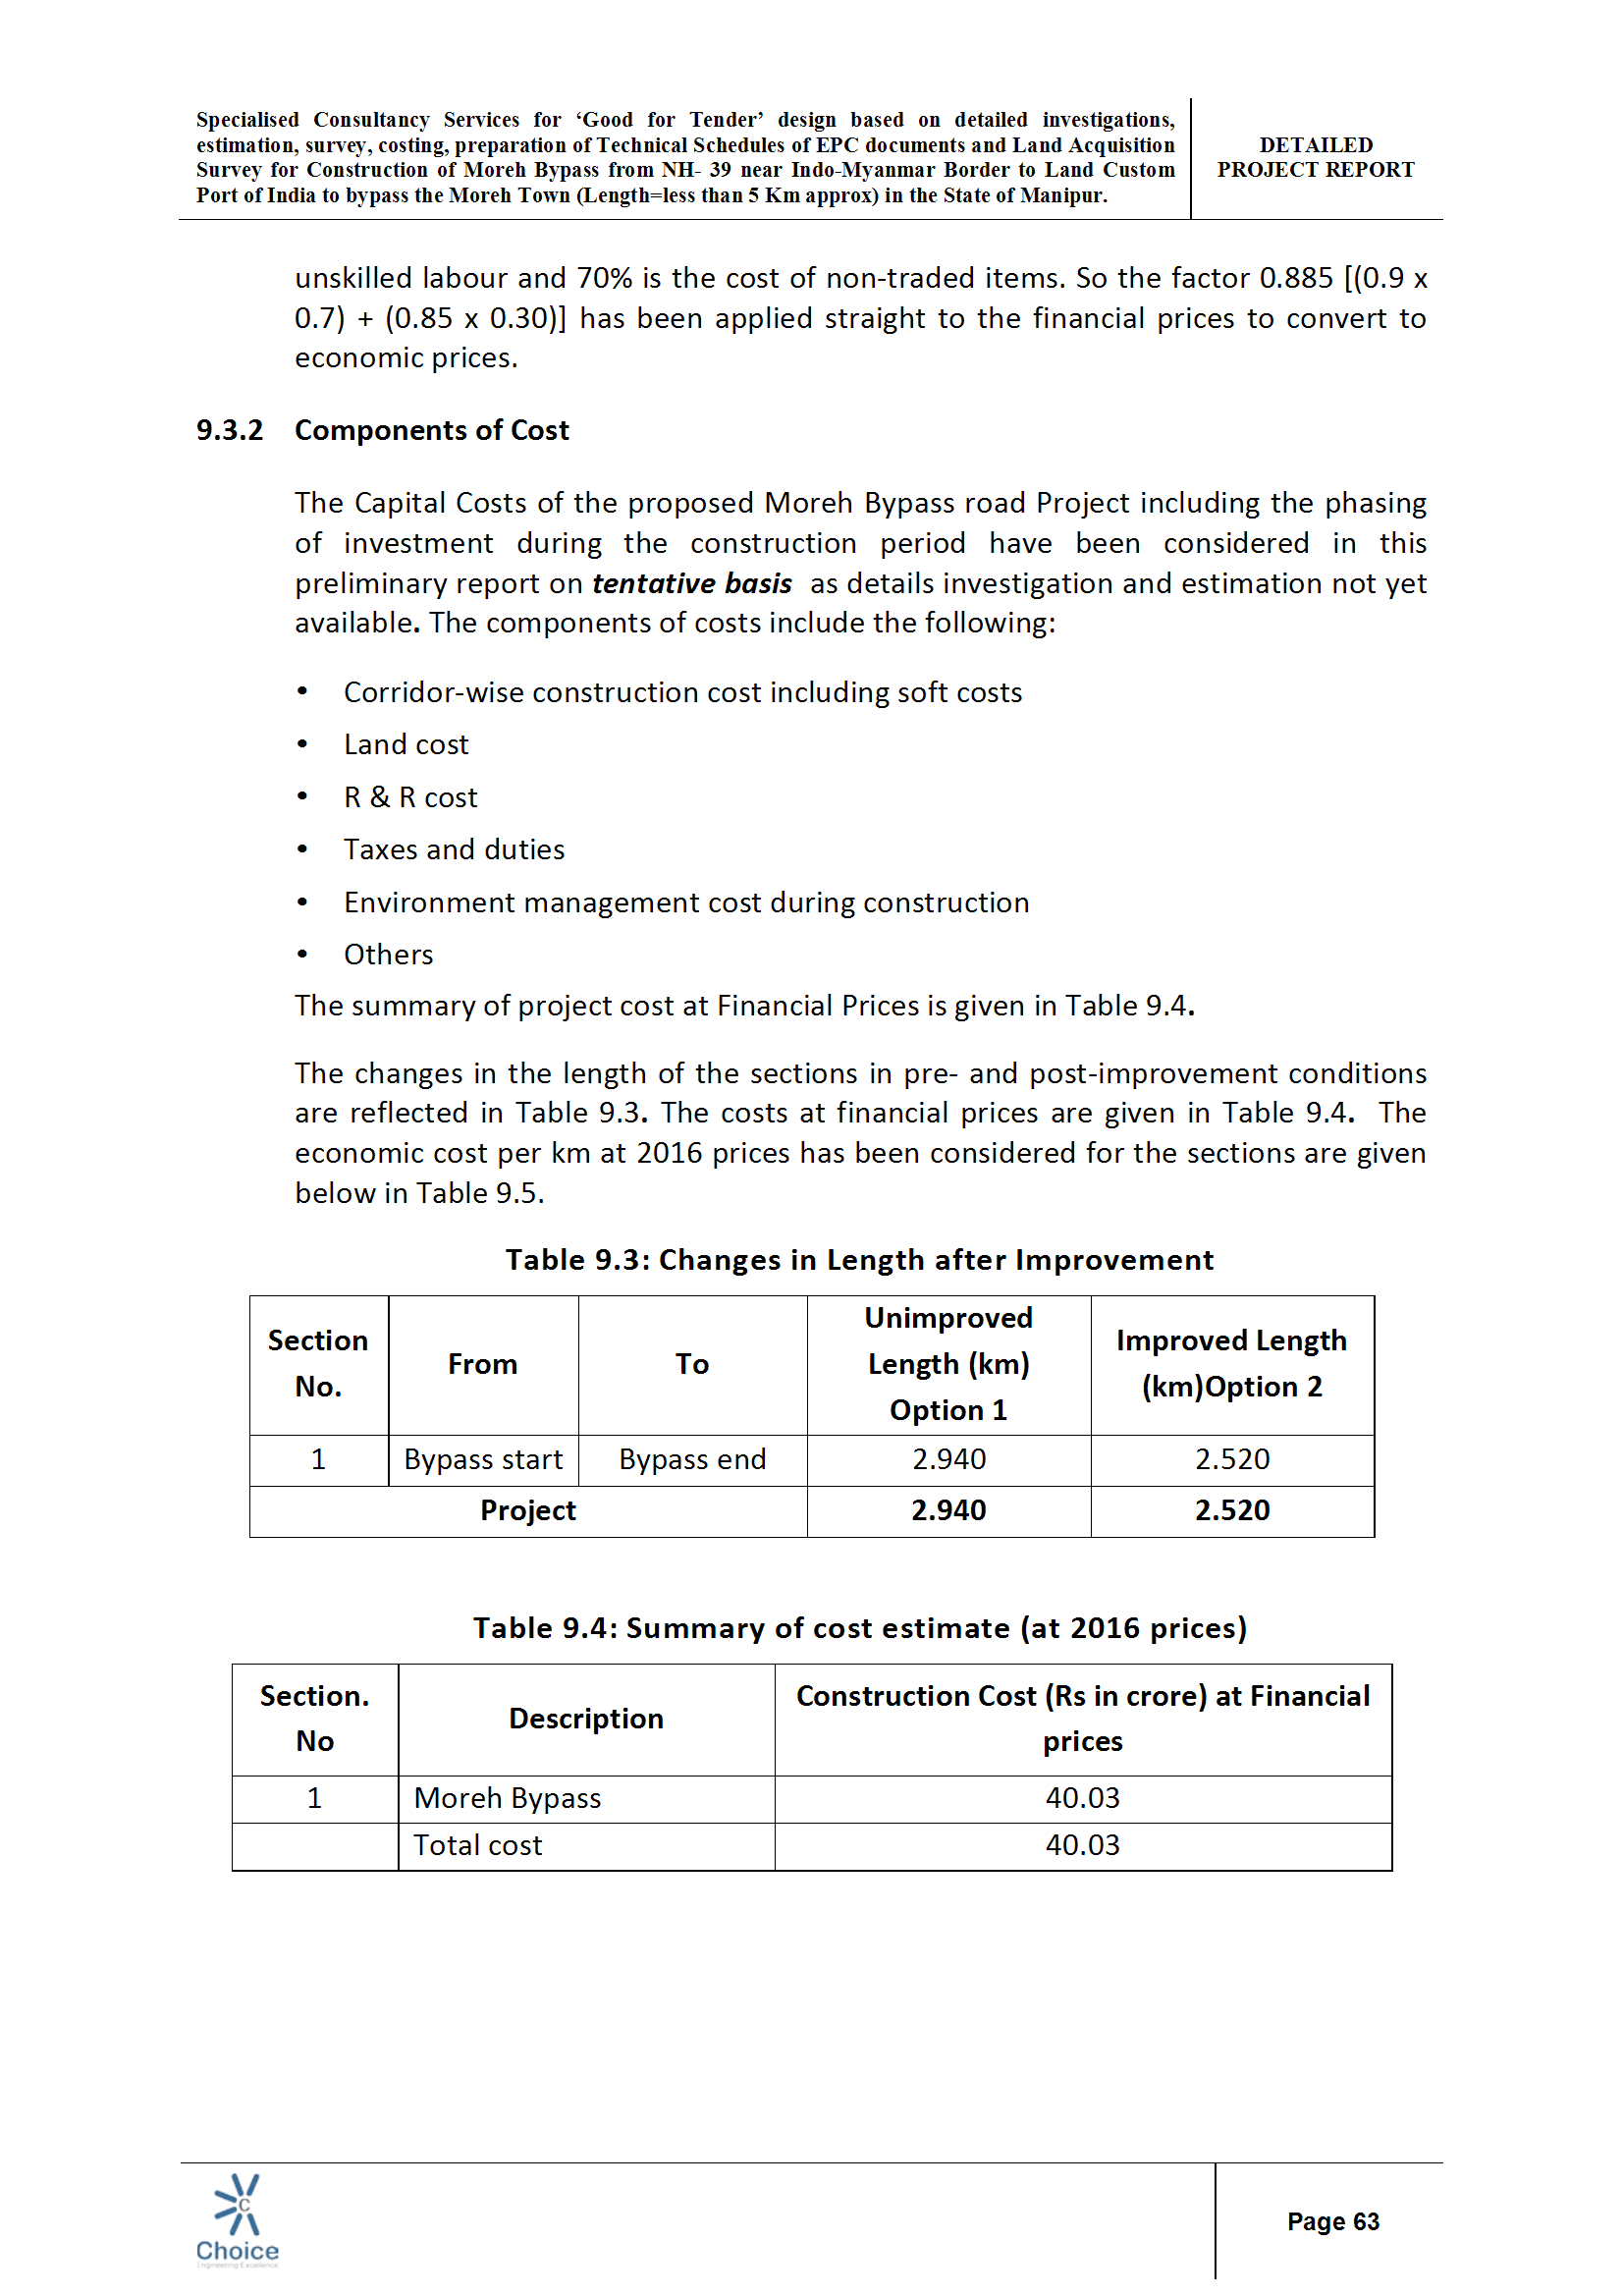 Specialised Consultancy Services for ‘Good for Tender’ design based on detailed investigations,
estimation, survey, costing, preparation of Technical Schedules of EPC documents and Land Acquisition
Survey for Construction of Moreh Bypass from NH- 39 near Indo-Myanmar Border to Land Custom
Port of India to bypass the Moreh Town (Length=less than 5 Km approx) in the State of Manipur.
DETAILED
PROJECT REPORT
unskilled labour and 70% is the cost of non-traded items. So the factor 0.885 [(0.9 x
0.7) + (0.85 x 0.30)] has been applied straight to the financial prices to convert to
economic prices.
9.3.2 Components of Cost
The Capital Costs of the proposed Moreh Bypass road Project including the phasing
of investment during the construction period have been considered in this
preliminary report on tentative basis as details investigation and estimation not yet
available. The components of costs include the following:
• Corridor-wise construction cost including soft costs
• Land cost
• R & R cost
• Taxes and duties
• Environment management cost during construction
• Others
The summary of project cost at Financial Prices is given in Table 9.4.
The changes in the length of the sections in pre- and post-improvement conditions
are reflected in Table 9.3. The costs at financial prices are given in Table 9.4. The
economic cost per km at 2016 prices has been considered for the sections are given
below in Table 9.5.
Table 9.3: Changes in Length after Improvement
Section
No.
From
To
Unimproved
Length (km)
Option 1
Improved Length
(km)Option 2
1 Bypass start Bypass end 2.940 2.520
Project 2.940 2.520
Table 9.4: Summary of cost estimate (at 2016 prices)
Section.
No
Description
Construction Cost (Rs in crore) at Financial
prices
1 Moreh Bypass 40.03
Total cost 40.03
C
Choice
Engineering Excellence
Page 63